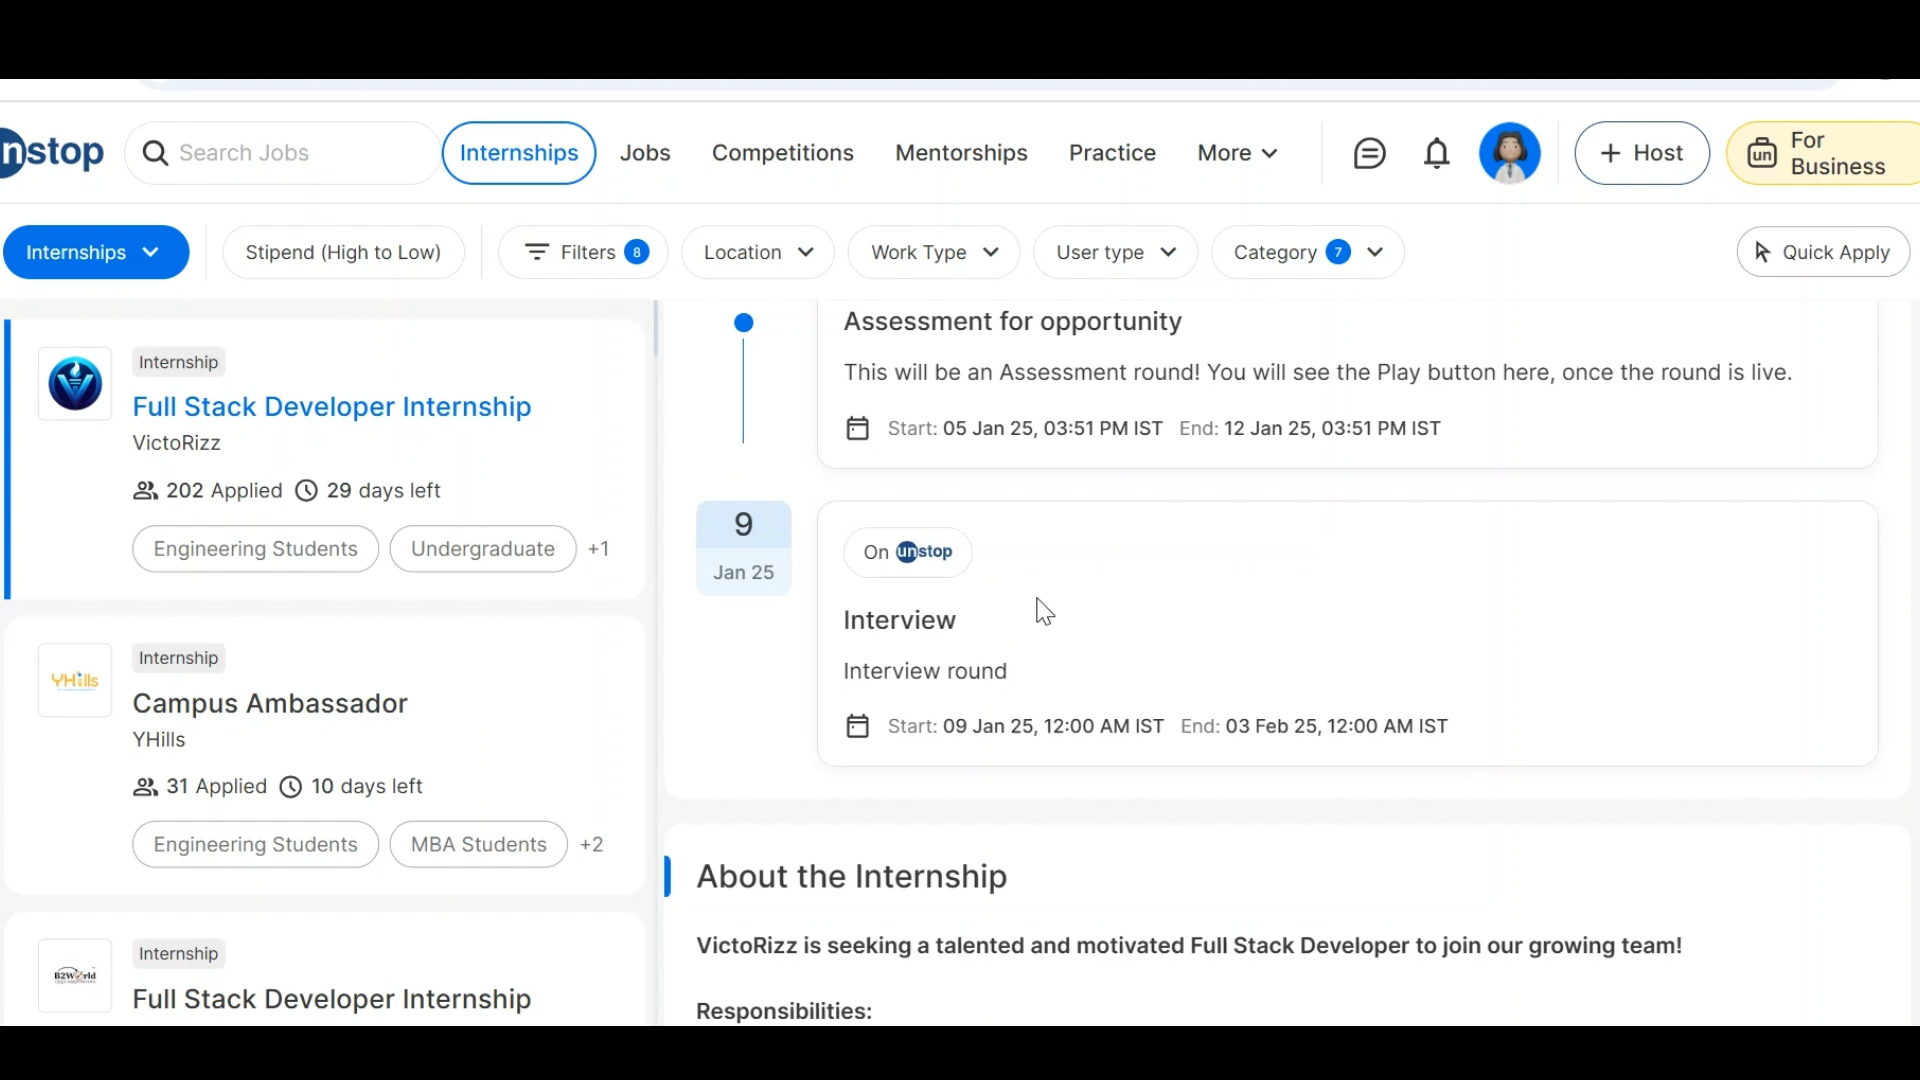 nstop
Search Jobs
Internships
Jobs
Competitions
Mentorships
Practice
More
+ Host
un
For
Business
Internships
Stipend (High to Low)
Filters 8
Location
Work Type
User type
Category 7
Quick Apply
Internship
Full Stack Developer Internship
VictoRizz
202 Applied 29 days left
Engineering Students Undergraduate +1
YHills
Internship
Campus Ambassador
YHills
31 Applied 10 days left
Engineering Students MBA Students +2
B2World
Internship
Full Stack Developer Internship
Assessment for opportunity
This will be an Assessment round! You will see the Play button here, once the round is live.
Start: 05 Jan 25, 03:51 PM IST End: 12 Jan 25, 03:51 PM IST
9
Jan 25
On unstop
Interview
Interview round
Start: 09 Jan 25, 12:00 AM IST End: 03 Feb 25, 12:00 AM IST
About the Internship
VictoRizz is seeking a talented and motivated Full Stack Developer to join our growing team!
Responsibilities: